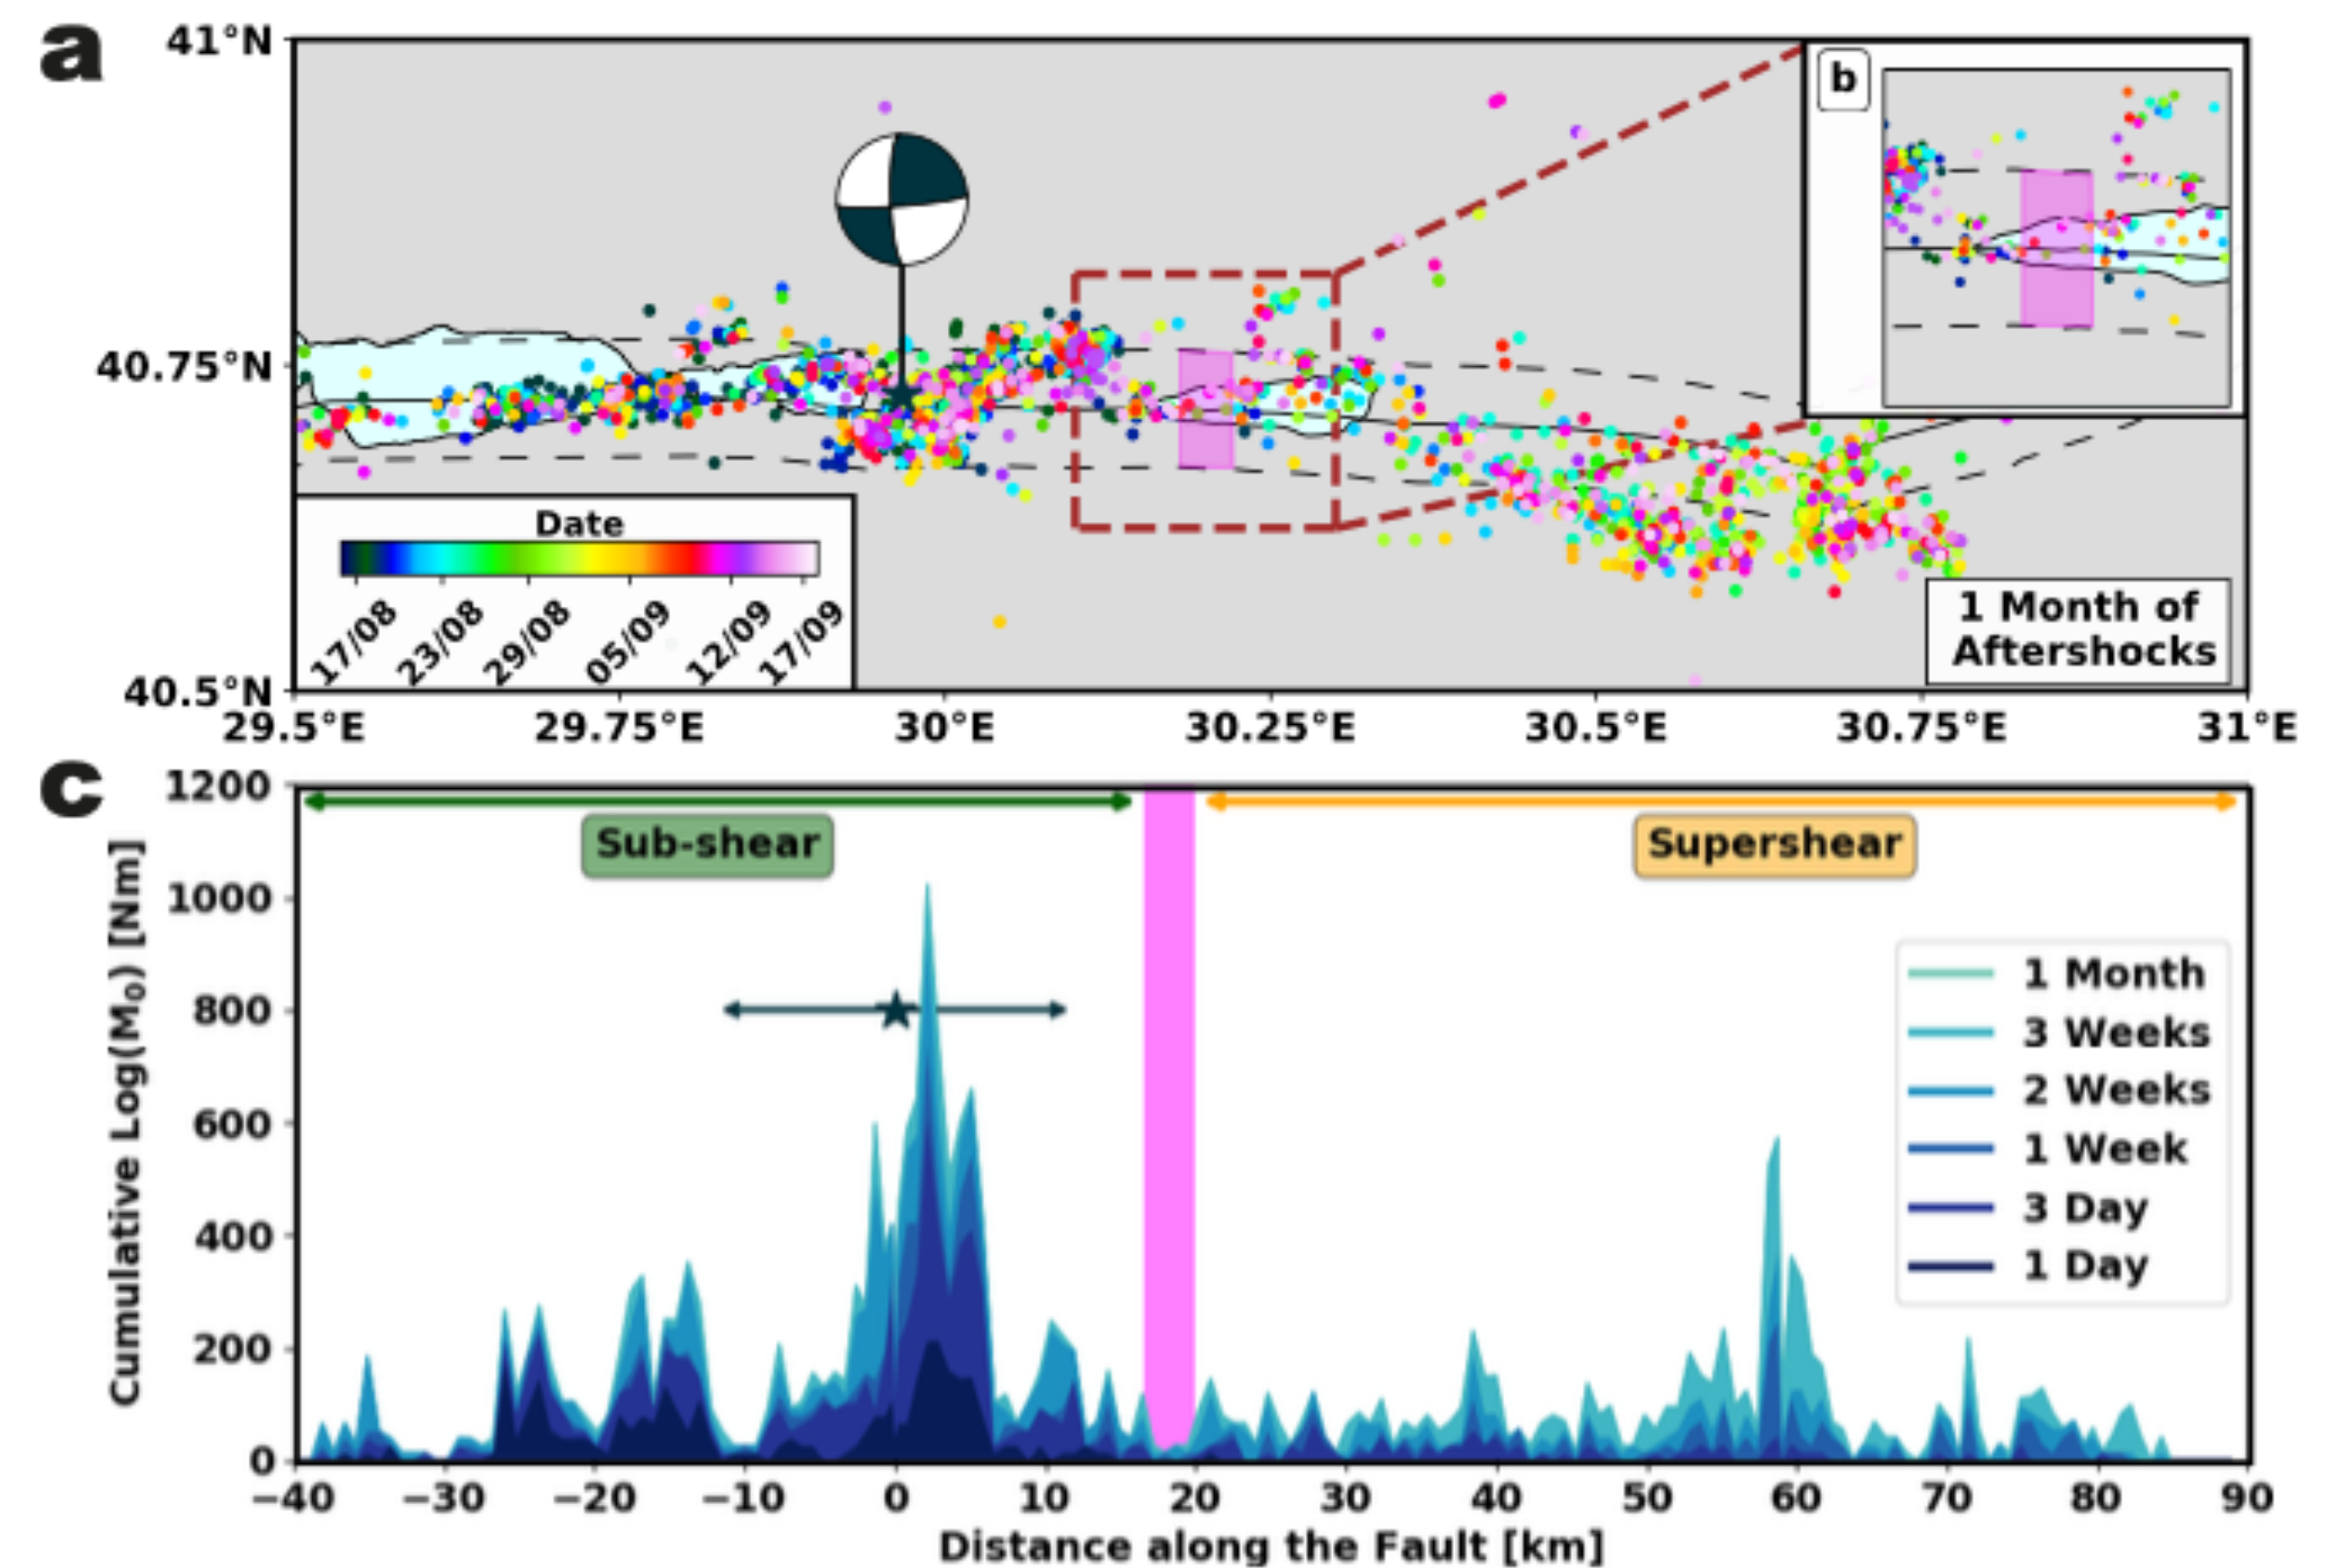 a
41°N
40.75°N
40.5°N
b
Date
17/08 23/08 29/08 05/09 12/09 17/09
1 Month of
Aftershocks
29.5°E 29.75°E 30°E 30.25°E 30.5°E 30.75°E 31°E
c
Cumulative Log(M₀) [Nm]
1200
1000
800
600
400
200
0
Sub-shear
Supershear
1 Month
3 Weeks
2 Weeks
1 Week
3 Day
1 Day
−40 −30 −20 −10 0 10 20 30 40 50 60 70 80 90
Distance along the Fault [km]